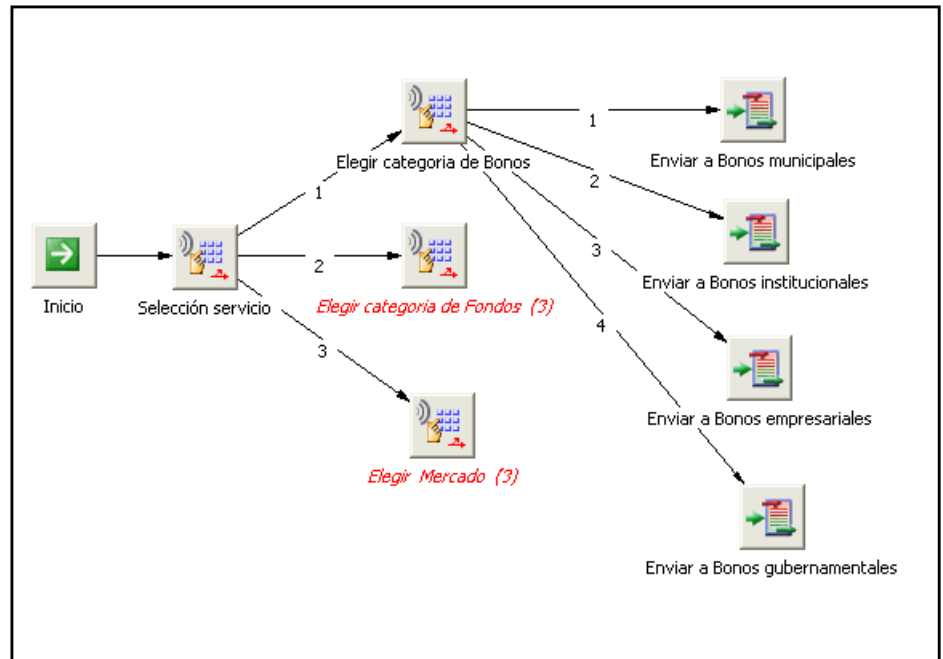 1
Elegir categoria de Bonos
Enviar a Bonos municipales
1
2
3
4
Enviar a Bonos institucionales
Inicio
Selección servicio
2
Elegir categoria de Fondos (3)
3
Enviar a Bonos empresariales
Elegir Mercado (3)
Enviar a Bonos gubernamentales